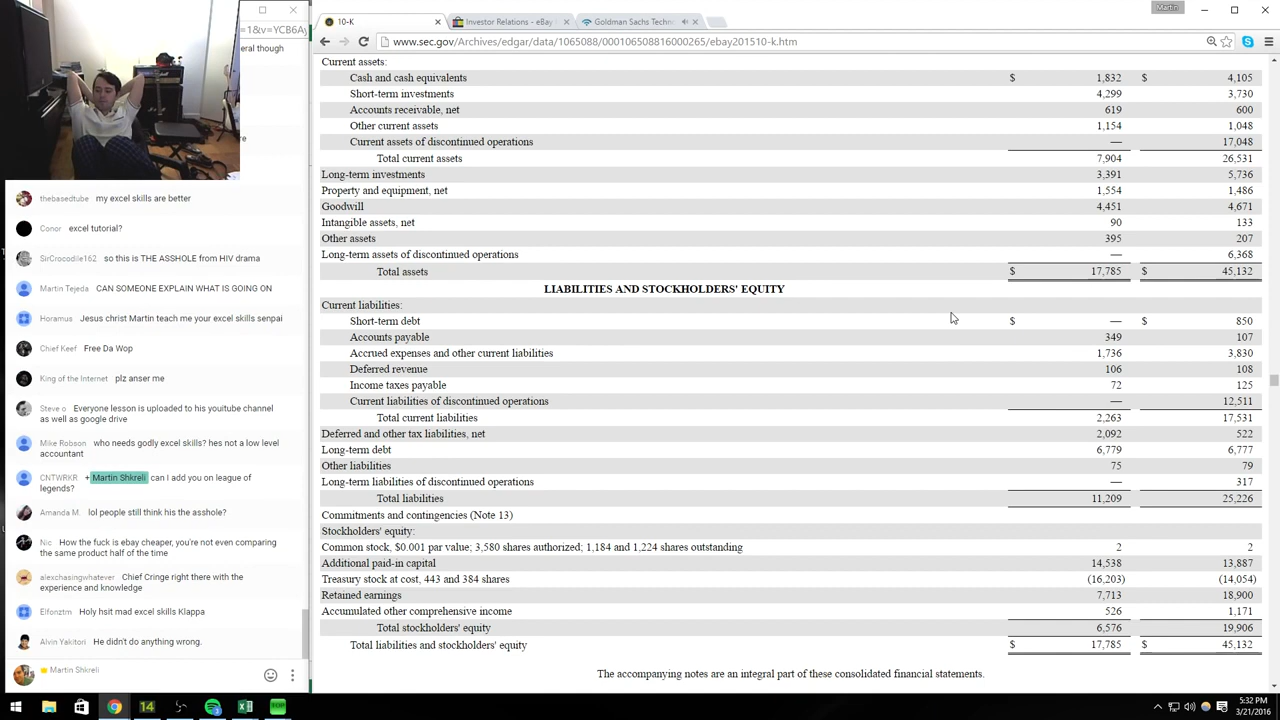 =1&v=YCB6Ay
eral though
re
thebasedtube my excel skills are better
Conor excel tutorial?
SirCrocodile162 so this is THE ASSHOLE from HIV drama
Martin Tejeda CAN SOMEONE EXPLAIN WHAT IS GOING ON
Horamus Jesus christ Martin teach me your excel skills senpai
Chief Keef Free Da Wop
King of the Internet plz anser me
Steve o Everyone lesson is uploaded to his youitube channel
as well as google drive
Mike Robson who needs godly excel skills? hes not a low level
accountant
CNTWRKR + Martin Shkreli can I add you on league of
legends?
Amanda M. lol people still think his the asshole?
Nic How the fuck is ebay cheaper, you're not even comparing
the same product half of the time
alexchasingwhatever Chief Cringe right there with the
experience and knowledge
Elfonztm Holy hsit mad excel skills Klappa
Alvin Yakitori He didn't do anything wrong.
Martin Shkreli
10-K
Investor Relations - eBay
Goldman Sachs Techn
Martin
www.sec.gov/Archives/edgar/data/1065088/000106508816000265/ebay201510-k.htm
Current assets:
Cash and cash equivalents $ 1,832 $ 4,105
Short-term investments 4,299 3,730
Accounts receivable, net 619 600
Other current assets 1,154 1,048
Current assets of discontinued operations — 17,048
Total current assets 7,904 26,531
Long-term investments 3,391 5,736
Property and equipment, net 1,554 1,486
Goodwill 4,451 4,671
Intangible assets, net 90 133
Other assets 395 207
Long-term assets of discontinued operations — 6,368
Total assets $ 17,785 $ 45,132
LIABILITIES AND STOCKHOLDERS' EQUITY
Current liabilities:
Short-term debt $ — $ 850
Accounts payable 349 107
Accrued expenses and other current liabilities 1,736 3,830
Deferred revenue 106 108
Income taxes payable 72 125
Current liabilities of discontinued operations — 12,511
Total current liabilities 2,263 17,531
Deferred and other tax liabilities, net 2,092 522
Long-term debt 6,779 6,777
Other liabilities 75 79
Long-term liabilities of discontinued operations — 317
Total liabilities 11,209 25,226
Commitments and contingencies (Note 13)
Stockholders' equity:
Common stock, $0.001 par value; 3,580 shares authorized; 1,184 and 1,224 shares outstanding 2 2
Additional paid-in capital 14,538 13,887
Treasury stock at cost, 443 and 384 shares (16,203) (14,054)
Retained earnings 7,713 18,900
Accumulated other comprehensive income 526 1,171
Total stockholders' equity 6,576 19,906
Total liabilities and stockholders' equity $ 17,785 $ 45,132
The accompanying notes are an integral part of these consolidated financial statements.
14
5:32 PM
3/21/2016